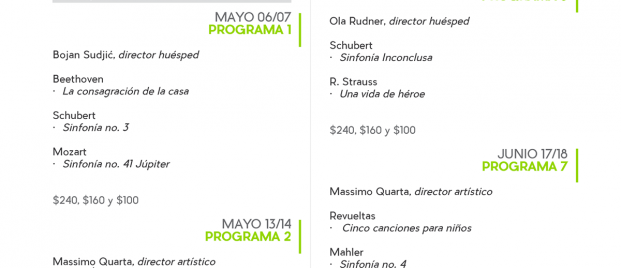 MAYO 06/07
PROGRAMA 1
Bojan Sudjić, director huésped
Beethoven
· La consagración de la casa
Schubert
· Sinfonía no. 3
Mozart
· Sinfonía no. 41 Júpiter
$240, $160 y $100
MAYO 13/14
PROGRAMA 2
Massimo Quarta, director artístico
Ola Rudner, director huésped
Schubert
· Sinfonía Inconclusa
R. Strauss
· Una vida de héroe
$240, $160 y $100
JUNIO 17/18
PROGRAMA 7
Massimo Quarta, director artístico
Revueltas
· Cinco canciones para niños
Mahler
· Sinfonía no. 4